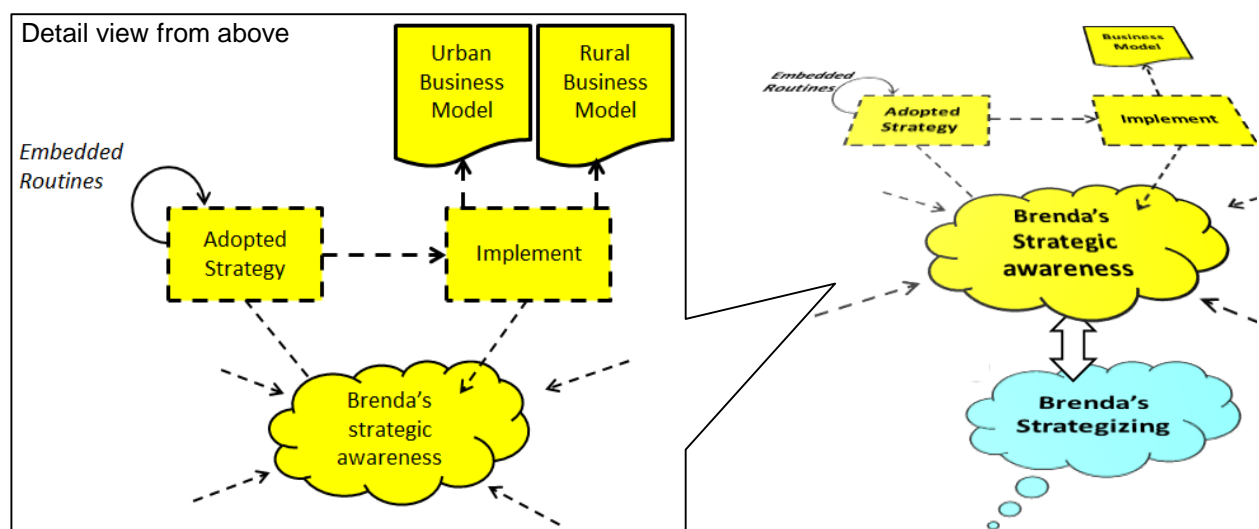 Detail view from above
Urban
Business
Model
Rural
Business
Model
Embedded
Routines
Adopted
Strategy
Implement
Brenda's
strategic
awareness
Business
Model
Embedded
Routines
Adopted
Strategy
Implement
Brenda's
Strategic
awareness
Brenda's
Strategizing